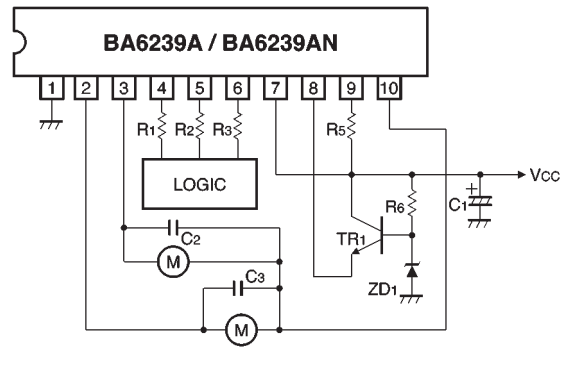 BA6239A / BA6239AN
1 2 3 4 5 6 7 8 9 10
R1 R2 R3 R5
LOGIC
VCC
R6 C1 +
C2 TR1
M
C3 ZD1
M